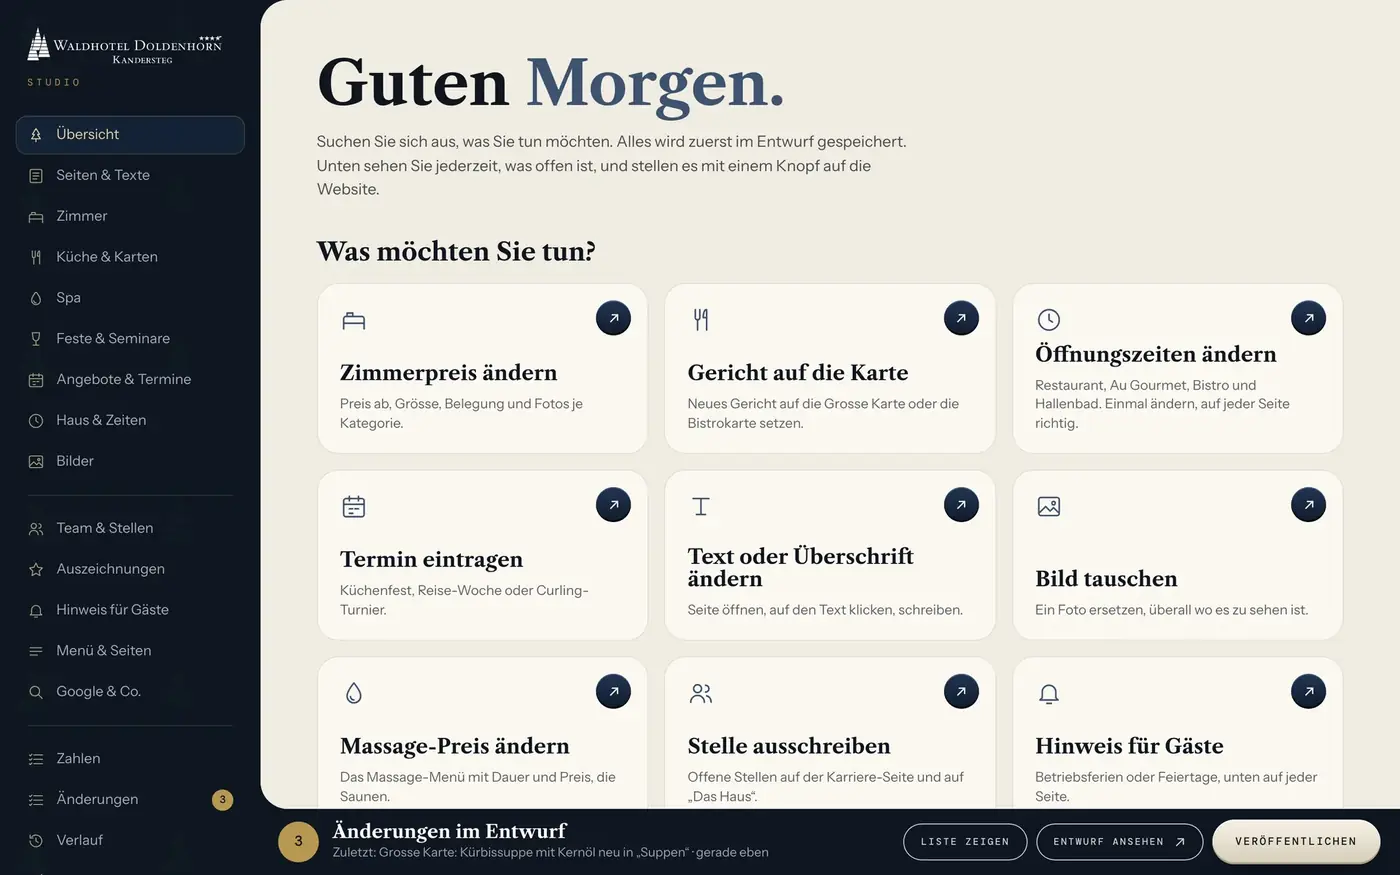 WALDHOTEL DOLDENHORN
KANDERSTEG
STUDIO
Übersicht
Seiten & Texte
Zimmer
Küche & Karten
Spa
Feste & Seminare
Angebote & Termine
Haus & Zeiten
Bilder
Team & Stellen
Auszeichnungen
Hinweis für Gäste
Menü & Seiten
Google & Co.
Zahlen
Änderungen 3
Verlauf
Guten Morgen.
Suchen Sie sich aus, was Sie tun möchten. Alles wird zuerst im Entwurf gespeichert.
Unten sehen Sie jederzeit, was offen ist, und stellen es mit einem Knopf auf die
Website.
Was möchten Sie tun?
Zimmerpreis ändern
Preis ab, Grösse, Belegung und Fotos je
Kategorie.
Gericht auf die Karte
Neues Gericht auf die Grosse Karte oder die
Bistrokarte setzen.
Öffnungszeiten ändern
Restaurant, Au Gourmet, Bistro und
Hallenbad. Einmal ändern, auf jeder Seite
richtig.
Termin eintragen
Küchenfest, Reise-Woche oder Curling-
Turnier.
Text oder Überschrift
ändern
Seite öffnen, auf den Text klicken, schreiben.
Bild tauschen
Ein Foto ersetzen, überall wo es zu sehen ist.
Massage-Preis ändern
Das Massage-Menü mit Dauer und Preis, die
Saunen.
Stelle ausschreiben
Offene Stellen auf der Karriere-Seite und auf
„Das Haus“.
Hinweis für Gäste
Betriebsferien oder Feiertage, unten auf jeder
Seite.
3
Änderungen im Entwurf
Zuletzt: Grosse Karte: Kürbissuppe mit Kernöl neu in „Suppen“ · gerade eben
LISTE ZEIGEN
ENTWURF ANSEHEN
VERÖFFENTLICHEN